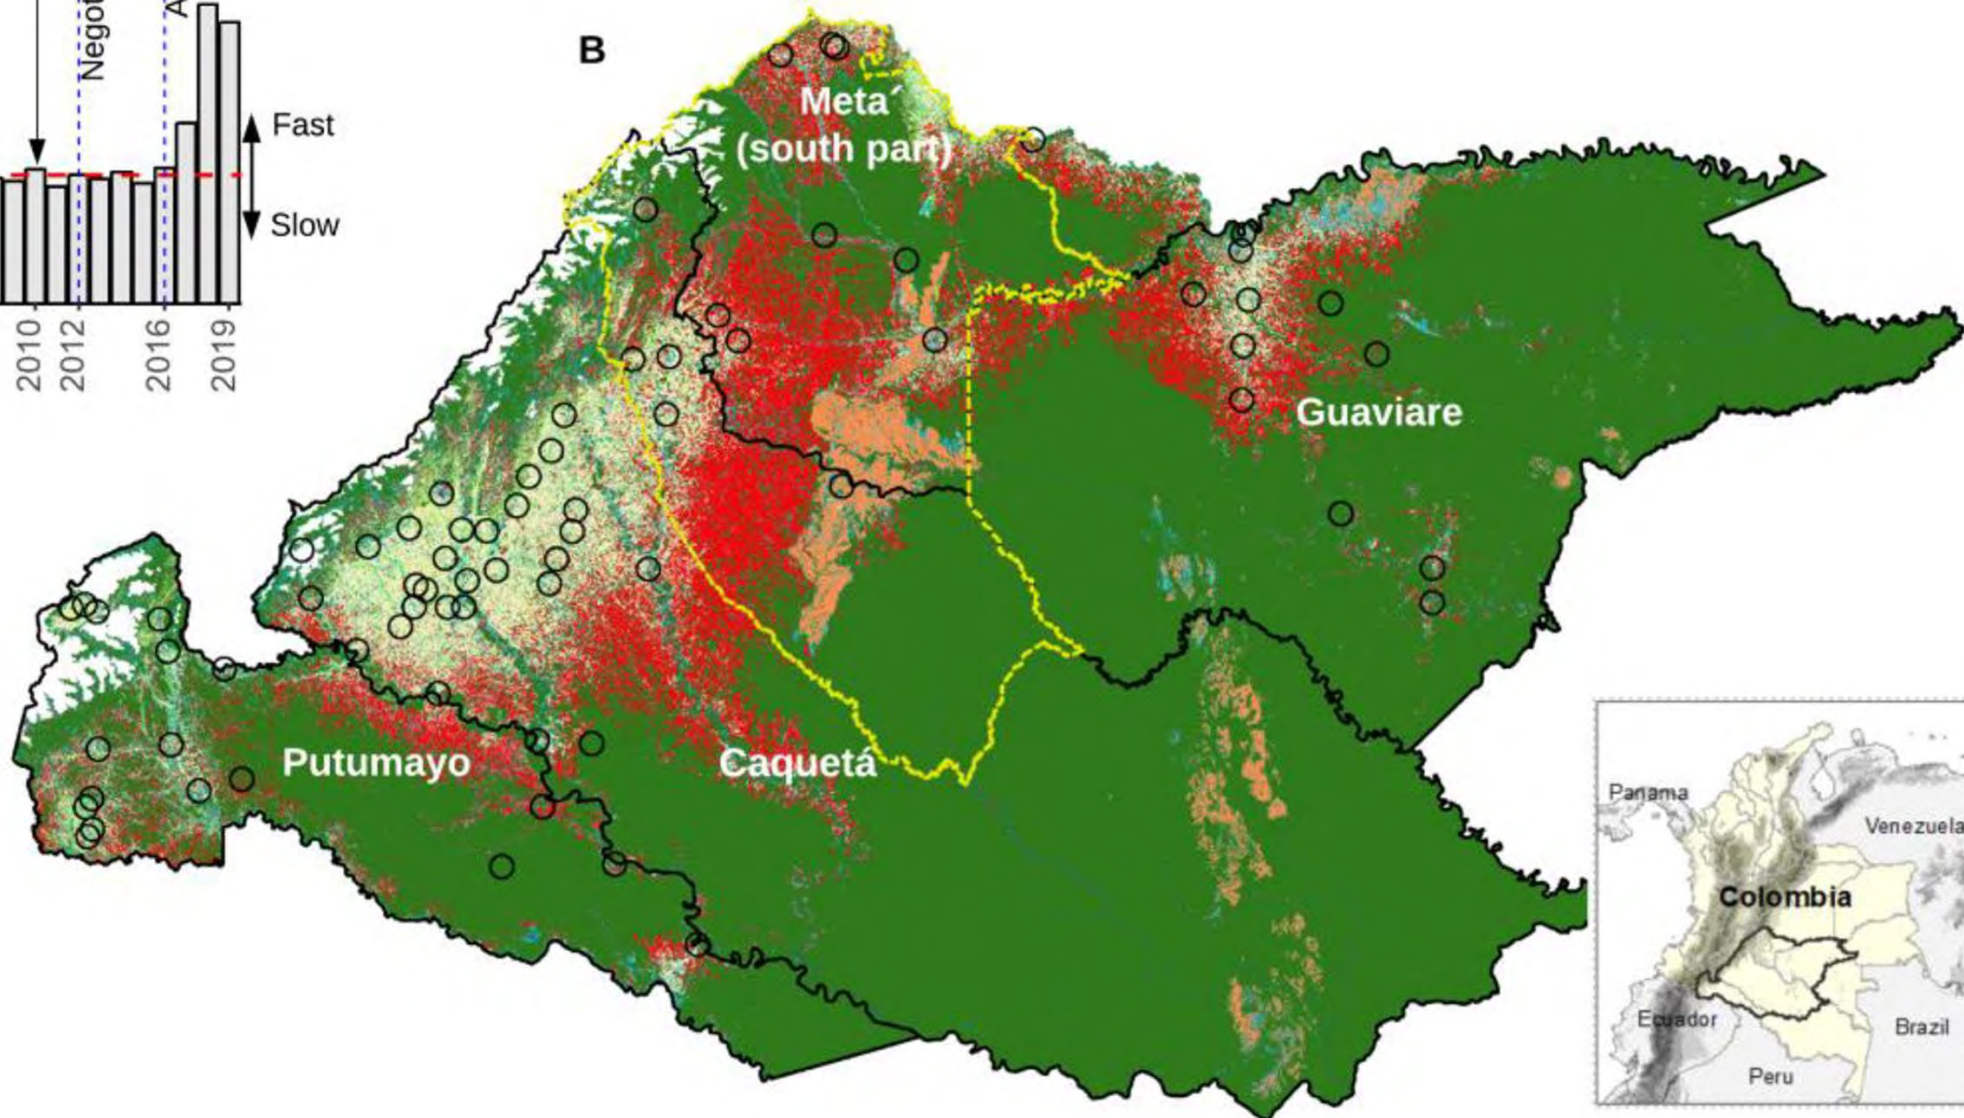 Negot
A
Fast
Slow
2010
2012
2016
2019
B
Meta´
(south part)
Guaviare
Putumayo
Caquetá
Panama
Venezuela
Colombia
Ecuador
Brazil
Peru